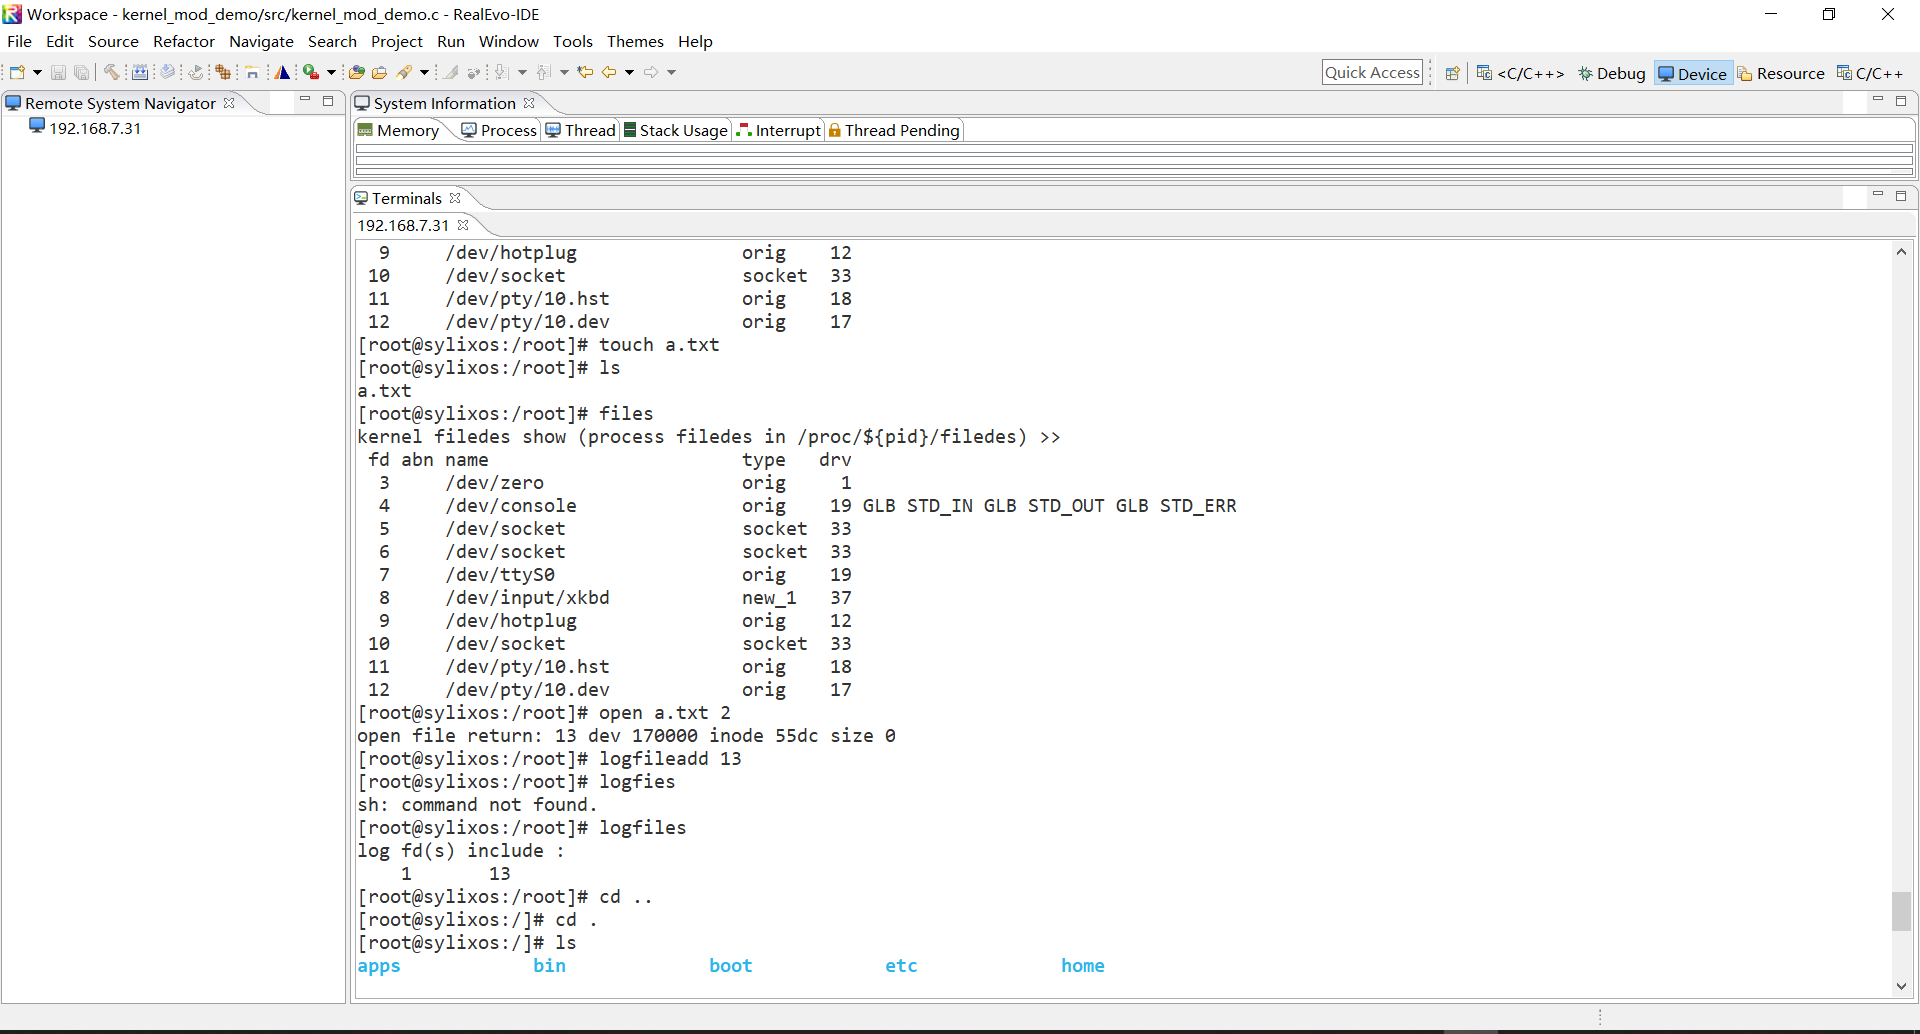 Workspace - kernel_mod_demo/src/kernel_mod_demo.c - RealEvo-IDE
File Edit Source Refactor Navigate Search Project Run Window Tools Themes Help
Quick Access <C/C++> Debug Device Resource C/C++
Remote System Navigator
192.168.7.31
System Information
Memory Process Thread Stack Usage Interrupt Thread Pending
Terminals
192.168.7.31
9 /dev/hotplug orig 12
10 /dev/socket socket 33
11 /dev/pty/10.hst orig 18
12 /dev/pty/10.dev orig 17
[root@sylixos:/root]# touch a.txt
[root@sylixos:/root]# ls
a.txt
[root@sylixos:/root]# files
kernel filedes show (process filedes in /proc/${pid}/filedes) >>
fd abn name type drv
3 /dev/zero orig 1
4 /dev/console orig 19 GLB STD_IN GLB STD_OUT GLB STD_ERR
5 /dev/socket socket 33
6 /dev/socket socket 33
7 /dev/ttyS0 orig 19
8 /dev/input/xkbd new_1 37
9 /dev/hotplug orig 12
10 /dev/socket socket 33
11 /dev/pty/10.hst orig 18
12 /dev/pty/10.dev orig 17
[root@sylixos:/root]# open a.txt 2
open file return: 13 dev 170000 inode 55dc size 0
[root@sylixos:/root]# logfileadd 13
[root@sylixos:/root]# logfies
sh: command not found.
[root@sylixos:/root]# logfiles
log fd(s) include :
1 13
[root@sylixos:/root]# cd ..
[root@sylixos:/]# cd .
[root@sylixos:/]# ls
apps bin boot etc home